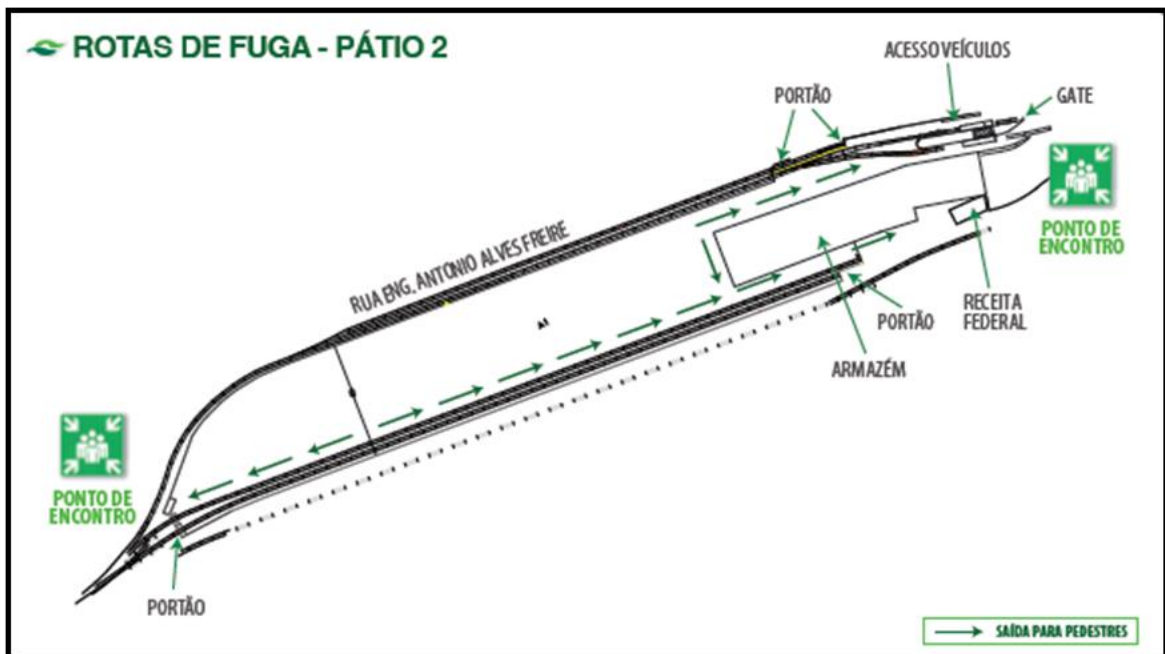 ROTAS DE FUGA - PÁTIO 2
ACESSO VEÍCULOS
PORTÃO
GATE
PONTO DE
ENCONTRO
RUA ENG. ANTONIO ALVES FREIRE
RECEITA
FEDERAL
PORTÃO
ARMAZÉM
PONTO DE
ENCONTRO
PORTÃO
SAÍDA PARA PEDESTRES